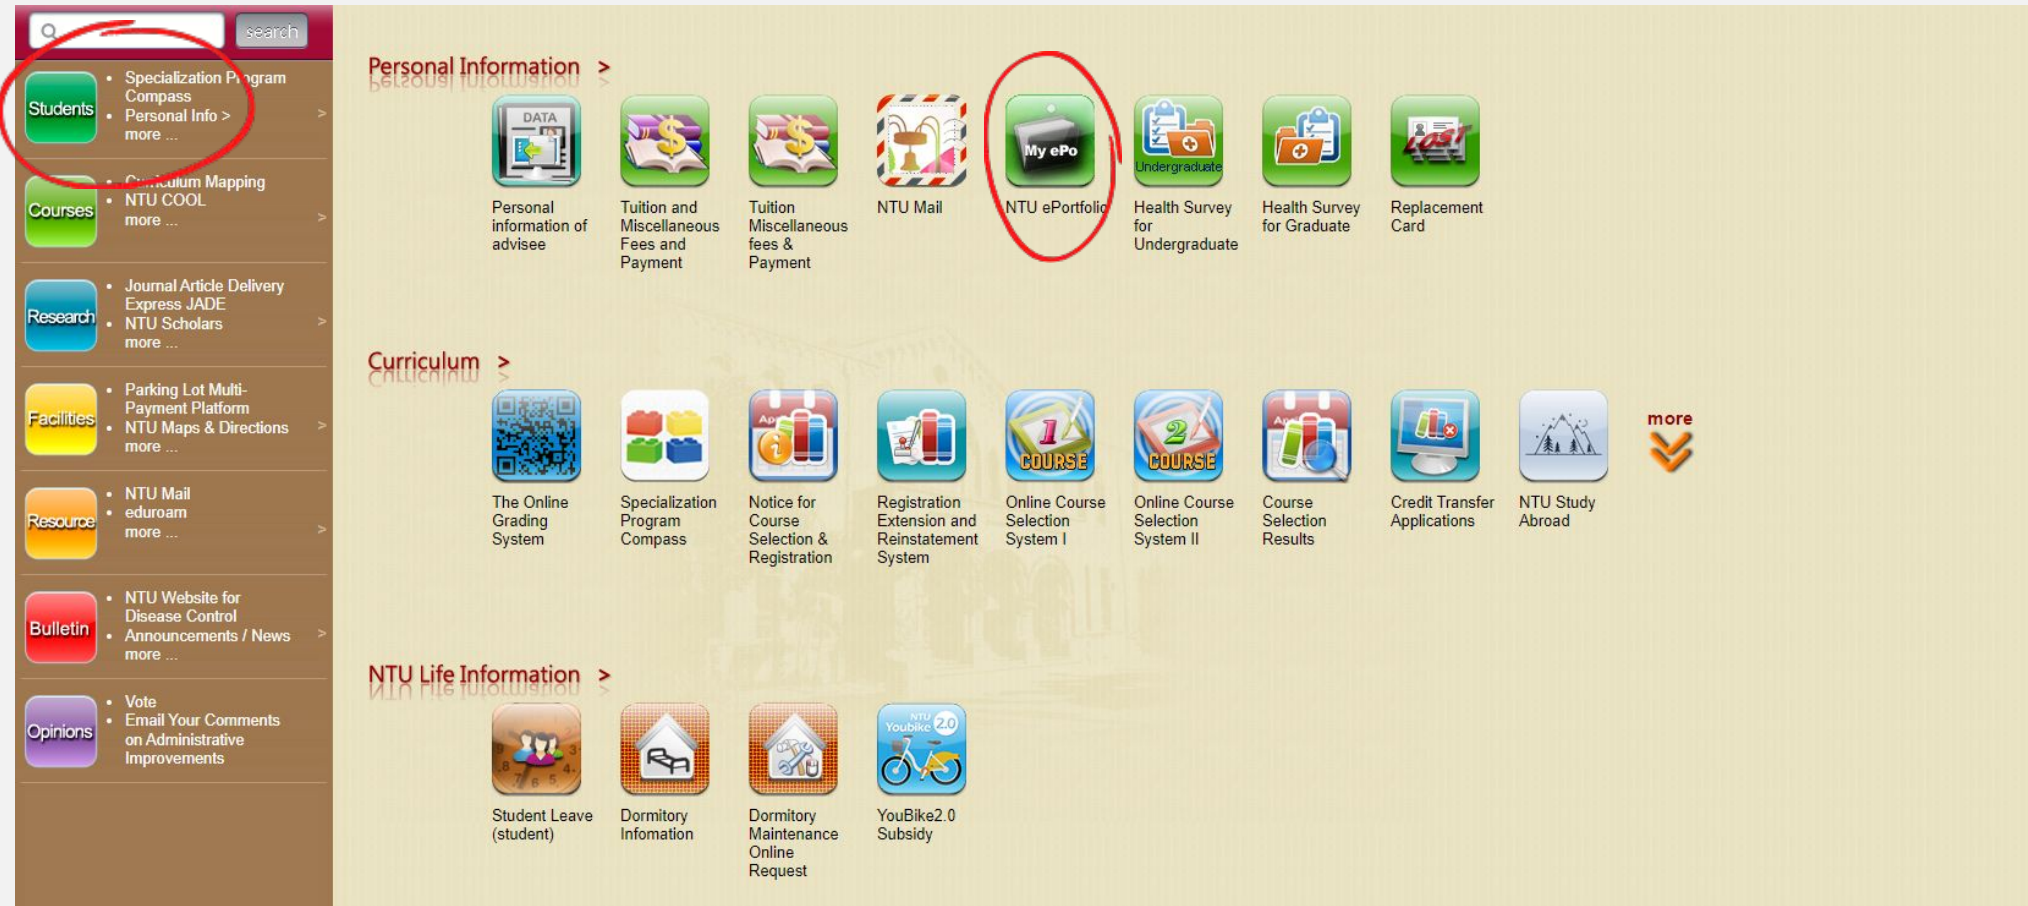 search
Students
Specialization Program
Compass
Personal Info >
more ...
>
Courses
Curriculum Mapping
NTU COOL
more ...
>
Research
Journal Article Delivery
Express JADE
NTU Scholars
more ...
>
Facilities
Parking Lot Multi-
Payment Platform
NTU Maps & Directions
more ...
>
Resource
NTU Mail
eduroam
more ...
>
Bulletin
NTU Website for
Disease Control
Announcements / News
more ...
>
Opinions
Vote
Email Your Comments
on Administrative
Improvements
Personal Information >
DATA
Personal
information of
advisee
Tuition and
Miscellaneous
Fees and
Payment
Tuition
Miscellaneous
fees &
Payment
NTU Mail
My ePo
NTU ePortfolio
Undergraduate
Health Survey
for
Undergraduate
Health Survey
for Graduate
LOST
Replacement
Card
Curriculum >
The Online
Grading
System
Specialization
Program
Compass
Notice for
Course
Selection &
Registration
Registration
Extension and
Reinstatement
System
1
COURSE
Online Course
Selection
System I
2
COURSE
Online Course
Selection
System II
Course
Selection
Results
Credit Transfer
Applications
NTU Study
Abroad
more
NTU Life Information >
Student Leave
(student)
Dormitory
Infomation
Dormitory
Maintenance
Online
Request
NTU
Youbike 2.0
YouBike2.0
Subsidy